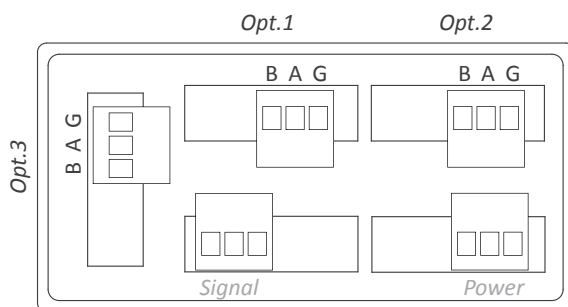 Opt.1 Opt.2
B A G B A G
Opt.3
B A G
Signal Power